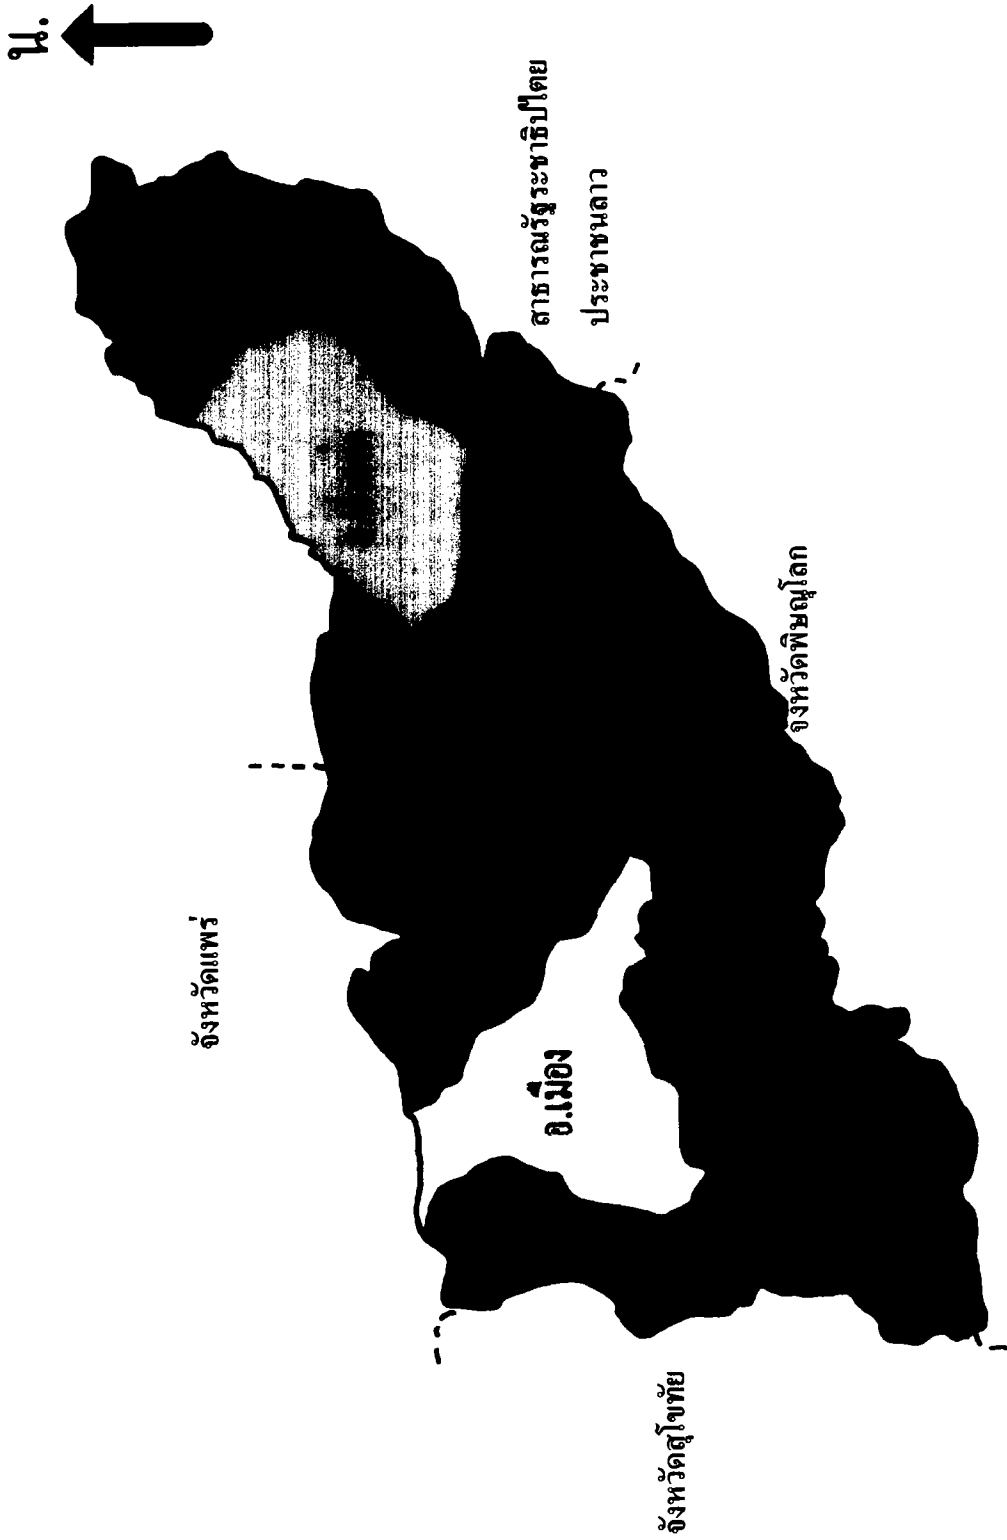 น.
สาธารณรัฐระชาธิปไตย
ประชาชนลาว
จังหวัดแพร่
จังหวัดพิษณุโลก
อ.เมือง
จังหวัดสุโขทัย